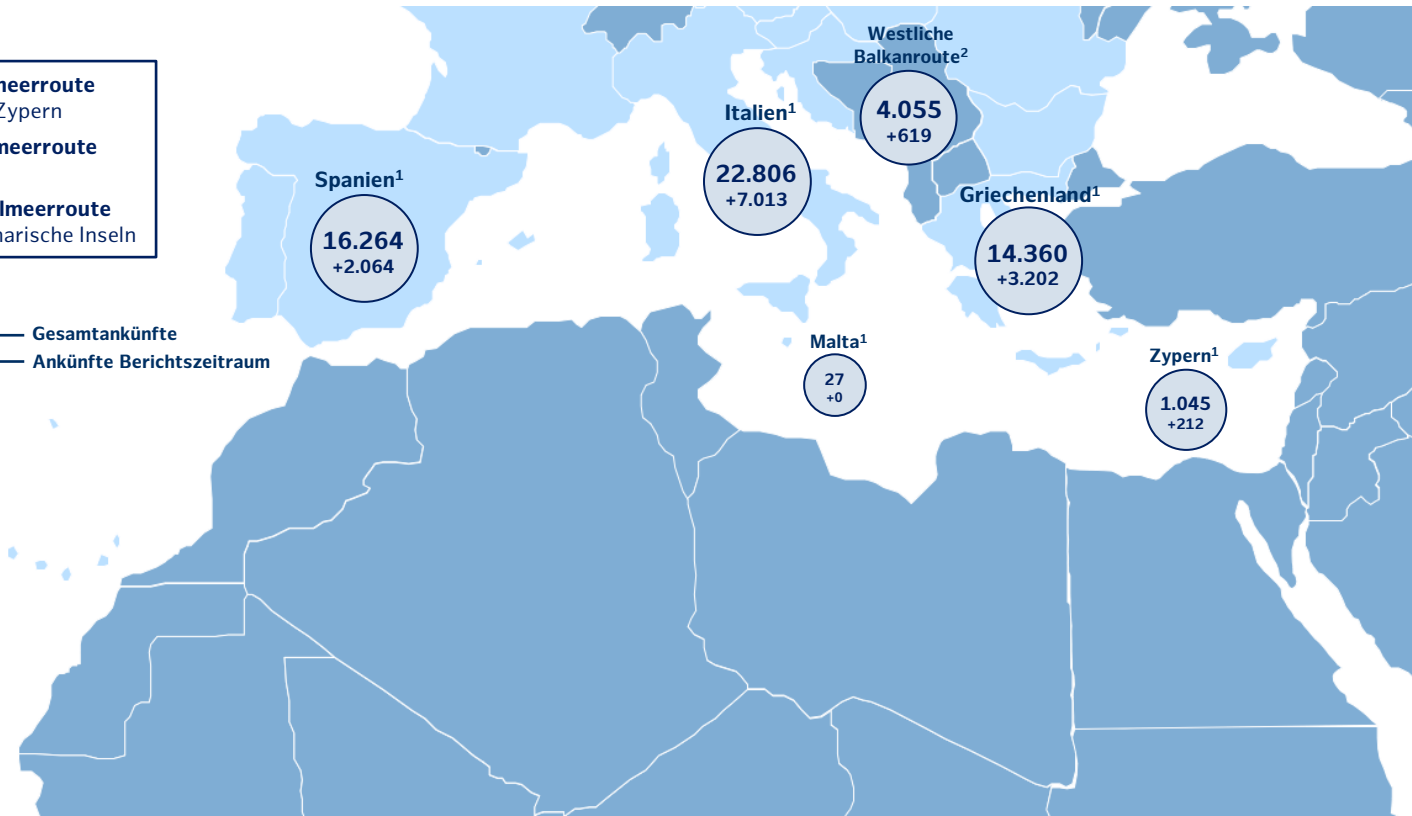 meerroute
Zypern
meerroute
lmeerroute
narische Inseln
Gesamtankünfte
Ankünfte Berichtszeitraum
Westliche
Balkanroute²
4.055
+619
Italien¹
22.806
+7.013
Spanien¹
16.264
+2.064
Griechenland¹
14.360
+3.202
Malta¹
27
+0
Zypern¹
1.045
+212